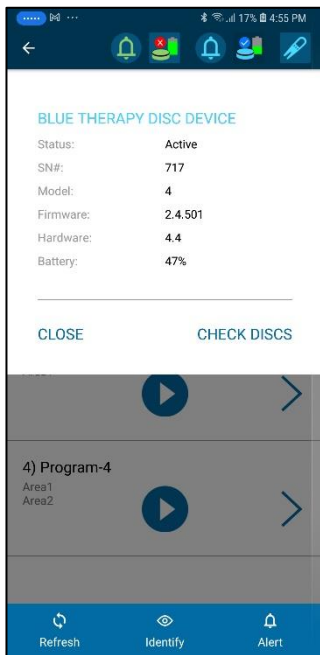 17% 4:55 PM
BLUE THERAPY DISC DEVICE
Status: Active
SN#: 717
Model: 4
Firmware: 2.4.501
Hardware: 4.4
Battery: 47%
CLOSE CHECK DISCS
4) Program-4
Area1
Area2
Refresh Identify Alert